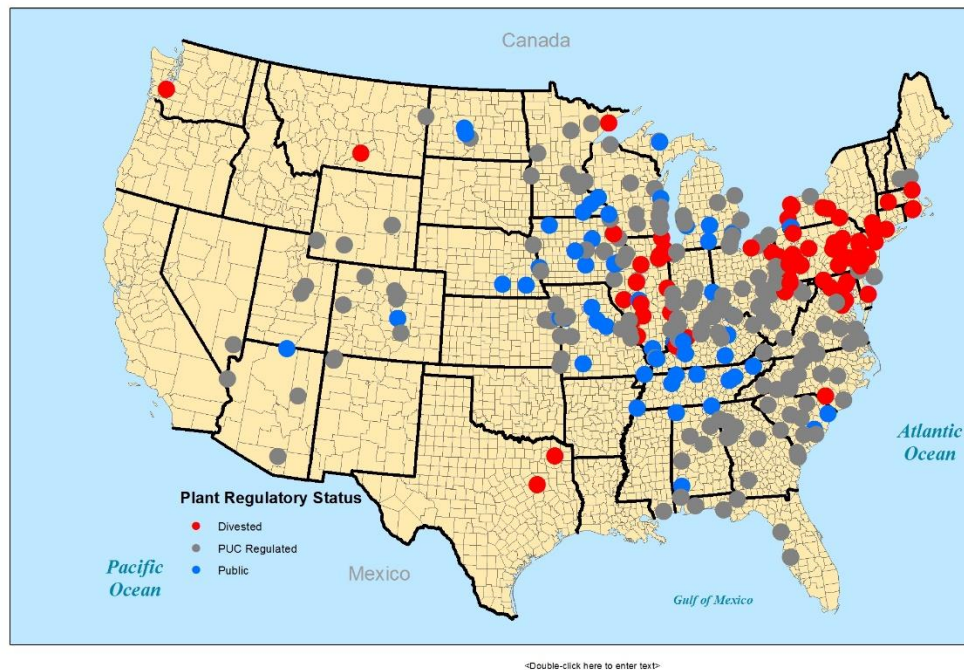 Canada
Atlantic
Ocean
Plant Regulatory Status
Divested
PUC Regulated
Public
Pacific
Ocean
Mexico
Gulf of Mexico
<Double-click here to enter text>